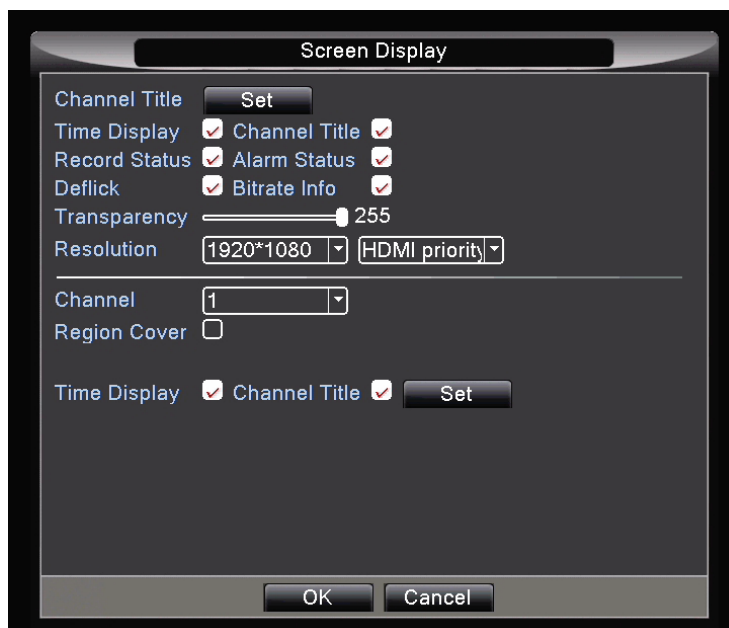 Screen Display
Channel Title Set
Time Display Channel Title
Record Status Alarm Status
Deflick Bitrate Info
Transparency 255
Resolution 1920*1080 HDMI priority
Channel 1
Region Cover
Time Display Channel Title Set
OK Cancel